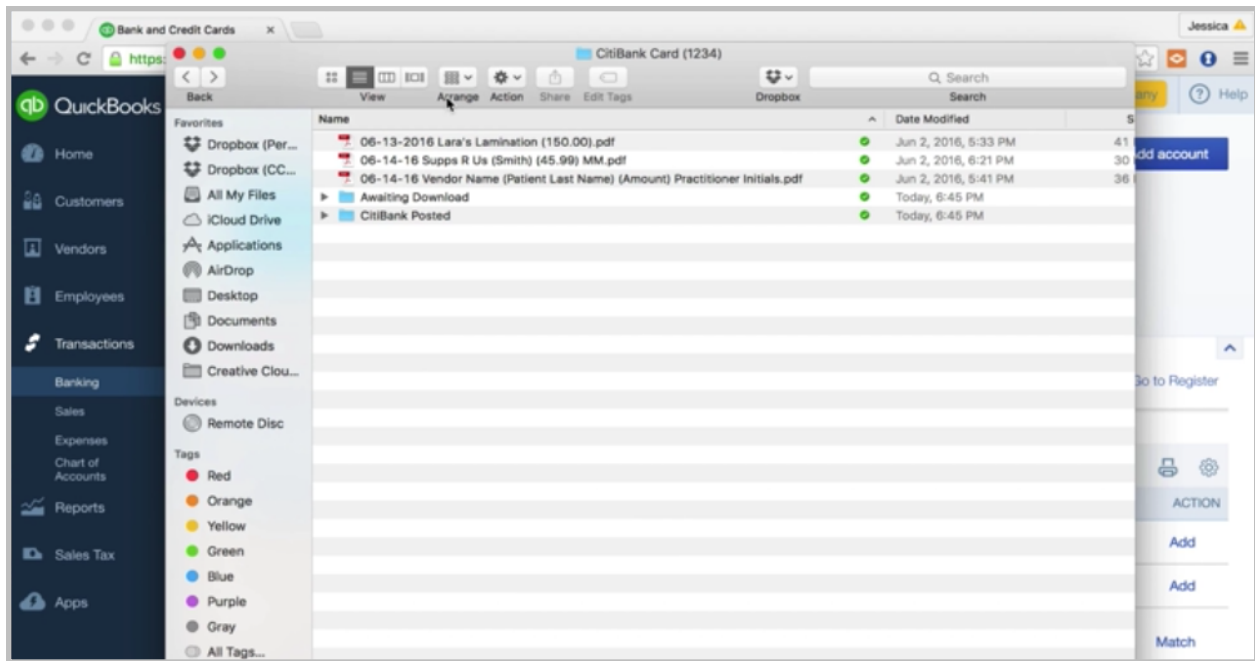 Bank and Credit Cards
Jessica
https:
CitiBank Card (1234)
Back
View
Arrange
Action
Share
Edit Tags
Dropbox
Search
Search
any
Help
QuickBooks
Home
Customers
Vendors
Employees
Transactions
Banking
Sales
Expenses
Chart of
Accounts
Reports
Sales Tax
Apps
Favorites
Dropbox (Per...
Dropbox (CC...
All My Files
iCloud Drive
Applications
AirDrop
Desktop
Documents
Downloads
Creative Clou...
Devices
Remote Disc
Tags
Red
Orange
Yellow
Green
Blue
Purple
Gray
All Tags...
Name Date Modified S
06-13-2016 Lara's Lamination (150.00).pdf Jun 2, 2016, 5:33 PM 41
06-14-16 Supps R Us (Smith) (45.99) MM.pdf Jun 2, 2016, 6:21 PM 30
06-14-16 Vendor Name (Patient Last Name) (Amount) Practitioner Initials.pdf Jun 2, 2016, 5:41 PM 36
Awaiting Download Today, 6:45 PM
CitiBank Posted Today, 6:45 PM
dd account
Go to Register
ACTION
Add
Add
Match